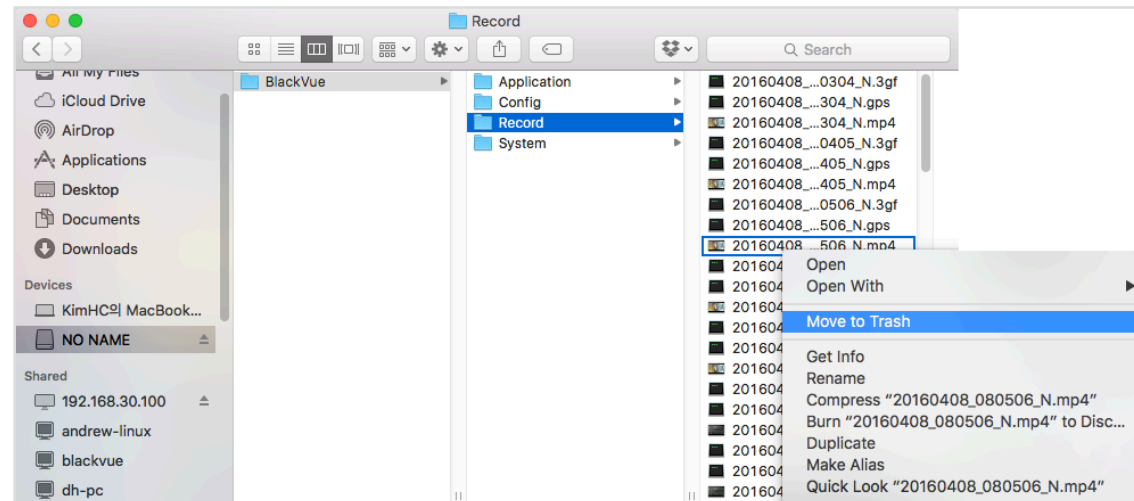 Record
Search
All My Files
iCloud Drive
AirDrop
Applications
Desktop
Documents
Downloads
Devices
KimHC의 MacBook...
NO NAME
Shared
192.168.30.100
andrew-linux
blackvue
dh-pc
BlackVue
Application
Config
Record
System
20160408_...0304_N.3gf
20160408_...304_N.gps
20160408_...304_N.mp4
20160408_...0405_N.3gf
20160408_...405_N.gps
20160408_...405_N.mp4
20160408_...0506_N.3gf
20160408_...506_N.gps
20160408_...506_N.mp4
201604
201604
201604
201604
201604
201604
201604
201604
201604
201604
201604
201604
Open
Open With
Move to Trash
Get Info
Rename
Compress “20160408_080506_N.mp4”
Burn “20160408_080506_N.mp4” to Disc...
Duplicate
Make Alias
Quick Look “20160408_080506_N.mp4”